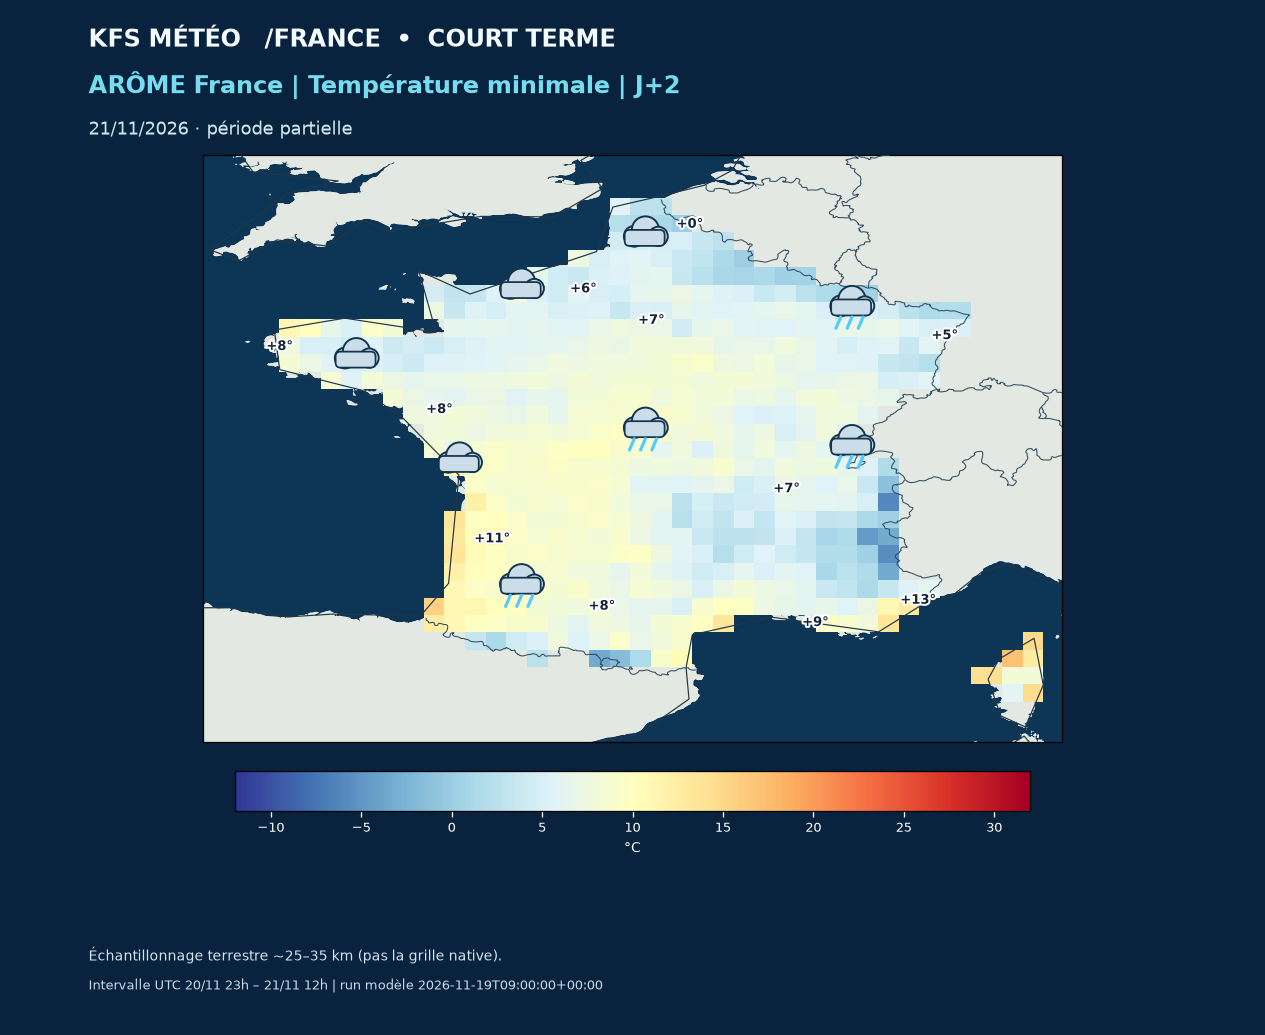 KFS MÉTÉO /FRANCE • COURT TERME
ARÔME France | Température minimale | J+2
21/11/2026 · période partielle
+0°
+6°
+7°
+5°
+8°
+8°
+7°
+11°
+8°
+13°
+9°
−10 −5 0 5 10 15 20 25 30
°C
Échantillonnage terrestre ~25–35 km (pas la grille native).
Intervalle UTC 20/11 23h – 21/11 12h | run modèle 2026-11-19T09:00:00+00:00